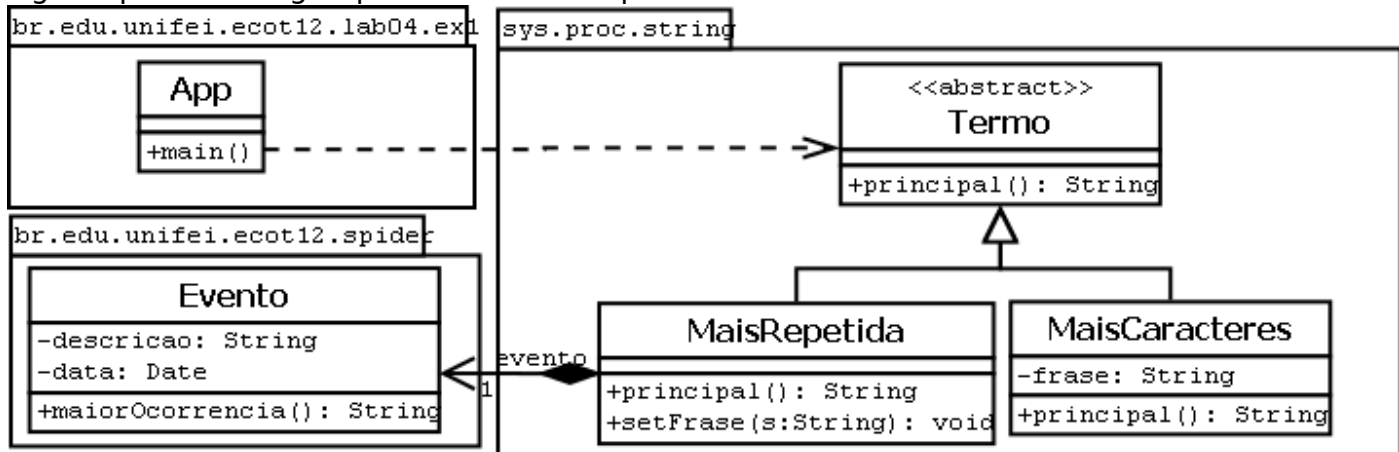 br.edu.unifei.ecot12.lab04.ex1
App
+main()
sys.proc.string
<<abstract>>
Termo
+principal(): String
br.edu.unifei.ecot12.spider
Evento
-descricao: String
-data: Date
+maiorOcorrencia(): String
evento
1
MaisRepetida
+principal(): String
+setFrase(s:String): void
MaisCaracteres
-frase: String
+principal(): String